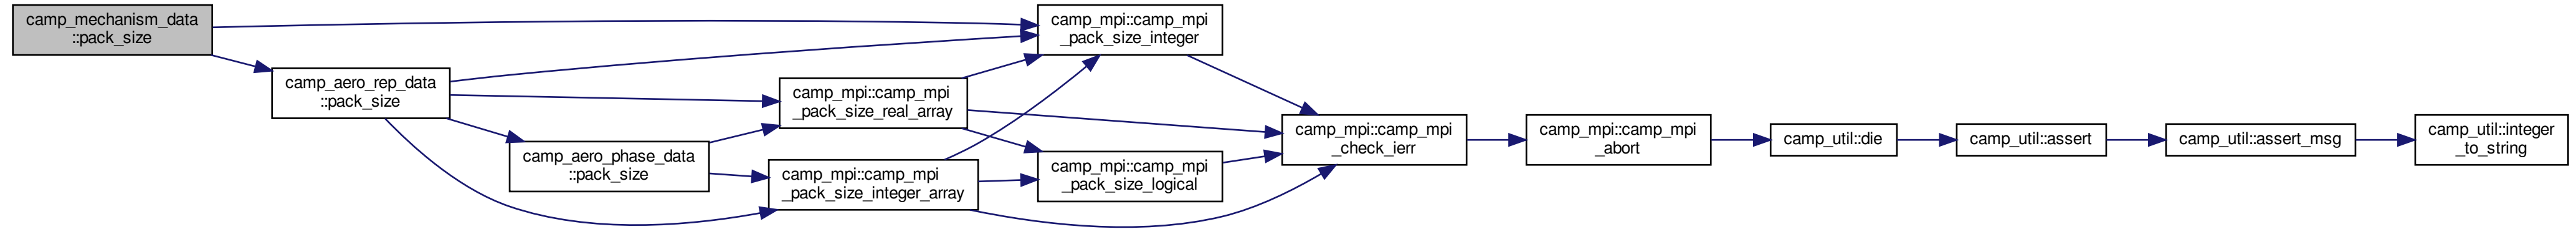 camp_mechanism_data
::pack_size
camp_aero_rep_data
::pack_size
camp_aero_phase_data
::pack_size
camp_mpi::camp_mpi
_pack_size_real_array
camp_mpi::camp_mpi
_pack_size_integer_array
camp_mpi::camp_mpi
_pack_size_integer
camp_mpi::camp_mpi
_pack_size_logical
camp_mpi::camp_mpi
_check_ierr
camp_mpi::camp_mpi
_abort
camp_util::die
camp_util::assert
camp_util::assert_msg
camp_util::integer
_to_string